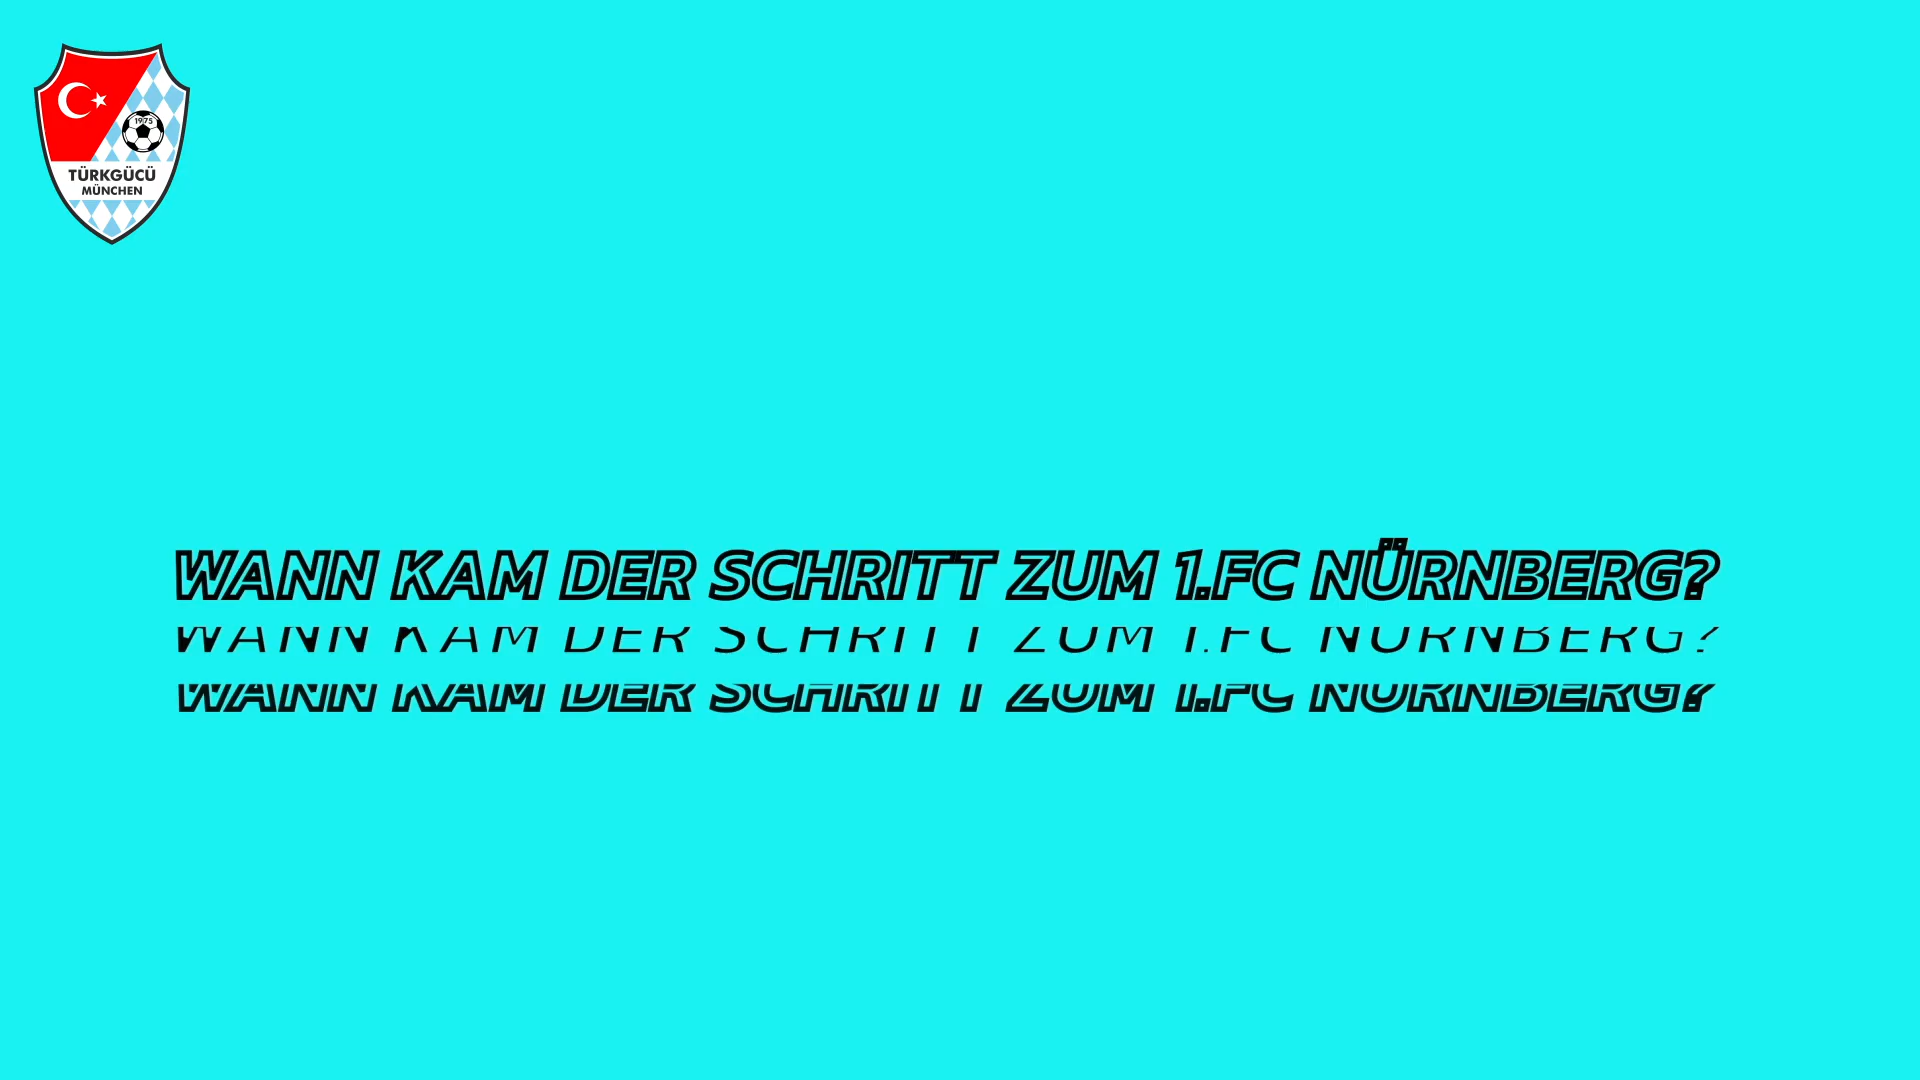 1975
TÜRKGÜCÜ
MÜNCHEN
WANN KAM DER SCHRITT ZUM 1.FC NÜRNBERG?
WANN KAM DER SCHRITT ZUM 1.FC NÜRNBERG?
WANN KAM DER SCHRITT ZUM 1.FC NÜRNBERG?